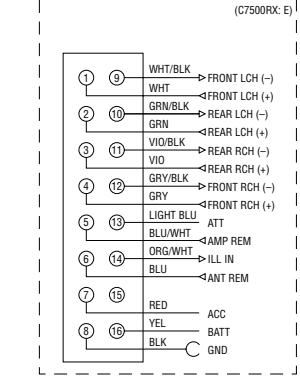 (C7500RX: E)
1 9 WHT/BLK FRONT LCH (–)
WHT FRONT LCH (+)
2 10 GRN/BLK REAR LCH (–)
GRN REAR LCH (+)
3 11 VIO/BLK REAR RCH (–)
VIO REAR RCH (+)
4 12 GRY/BLK FRONT RCH (–)
GRY FRONT RCH (+)
5 13 LIGHT BLU ATT
BLU/WHT AMP REM
6 14 ORG/WHT ILL IN
BLU ANT REM
7 15
RED ACC
8 16 YEL BATT
BLK GND